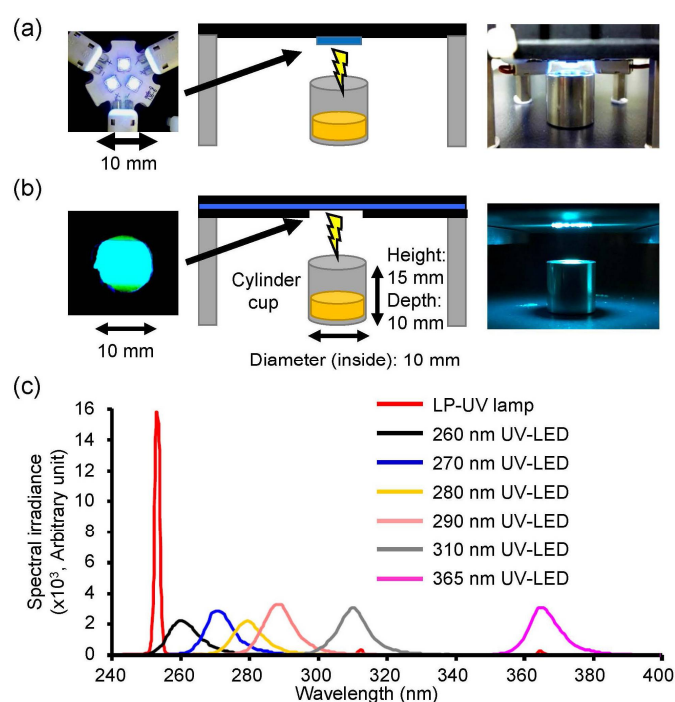 (a)
10 mm
(b)
10 mm
Cylinder
cup
Height:
15 mm
Depth:
10 mm
Diameter (inside): 10 mm
(c)
Spectral irradiance
(x10³, Arbitrary unit)
16
14
12
10
8
6
4
2
0
240 260 280 300 320 340 360 380 400
Wavelength (nm)
LP-UV lamp
260 nm UV-LED
270 nm UV-LED
280 nm UV-LED
290 nm UV-LED
310 nm UV-LED
365 nm UV-LED